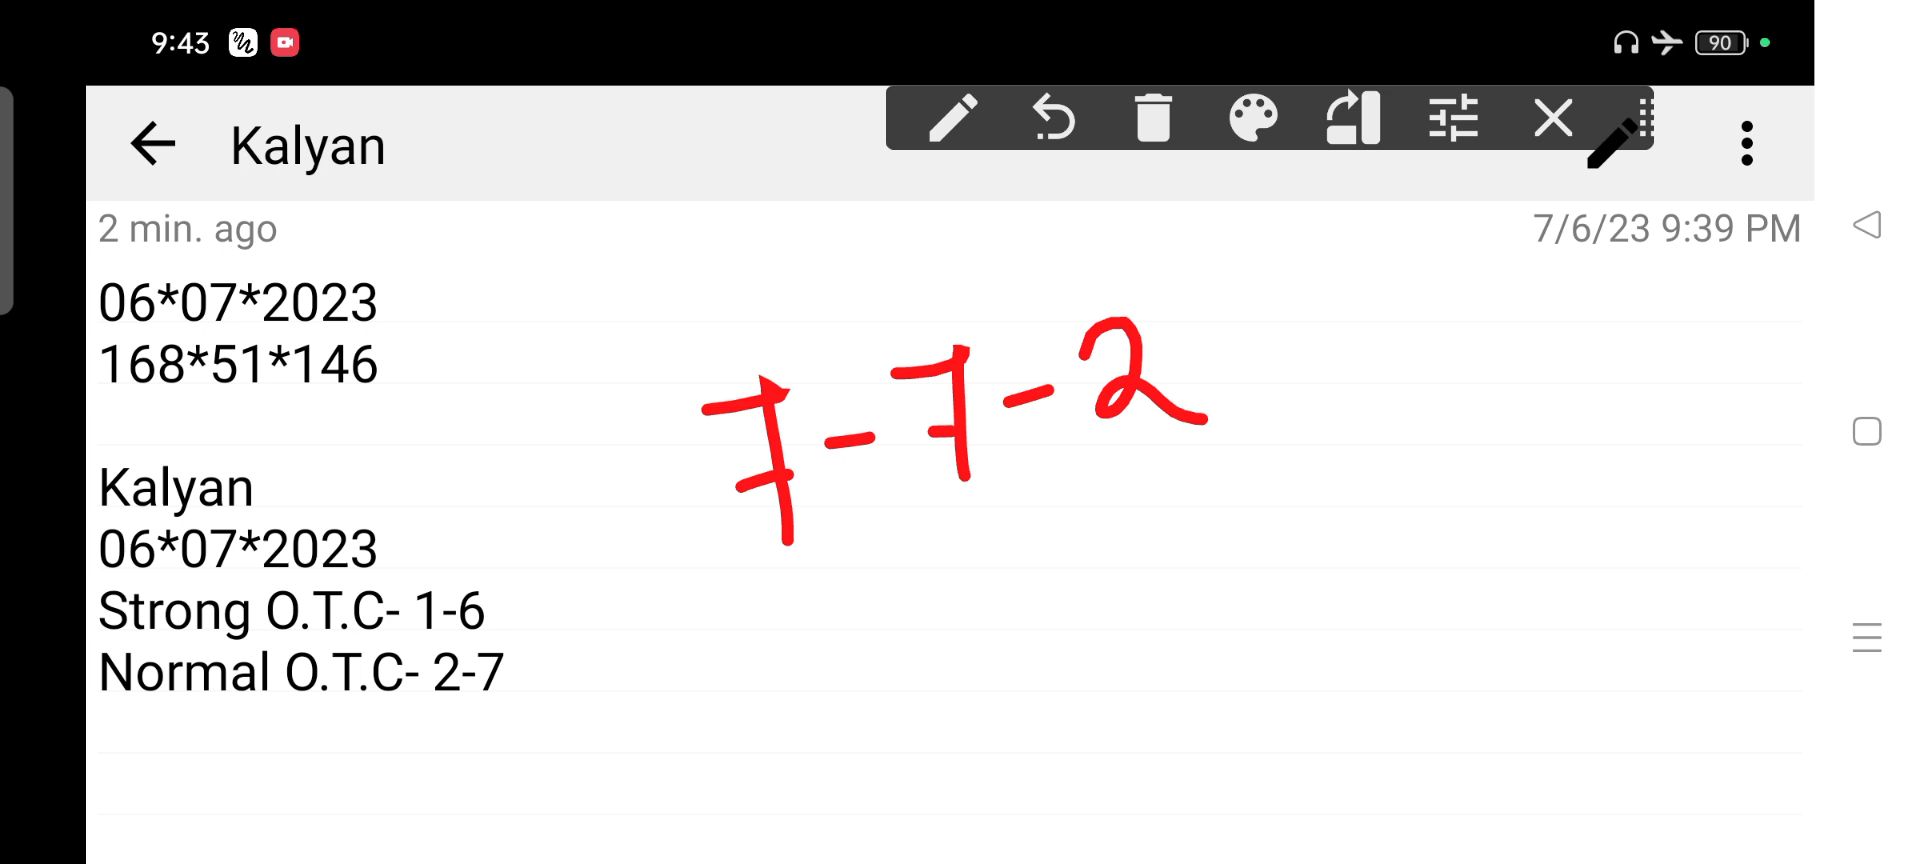 9:43
90
Kalyan
2 min. ago
7/6/23 9:39 PM
06*07*2023
168*51*146
7-7-2
Kalyan
06*07*2023
Strong O.T.C- 1-6
Normal O.T.C- 2-7